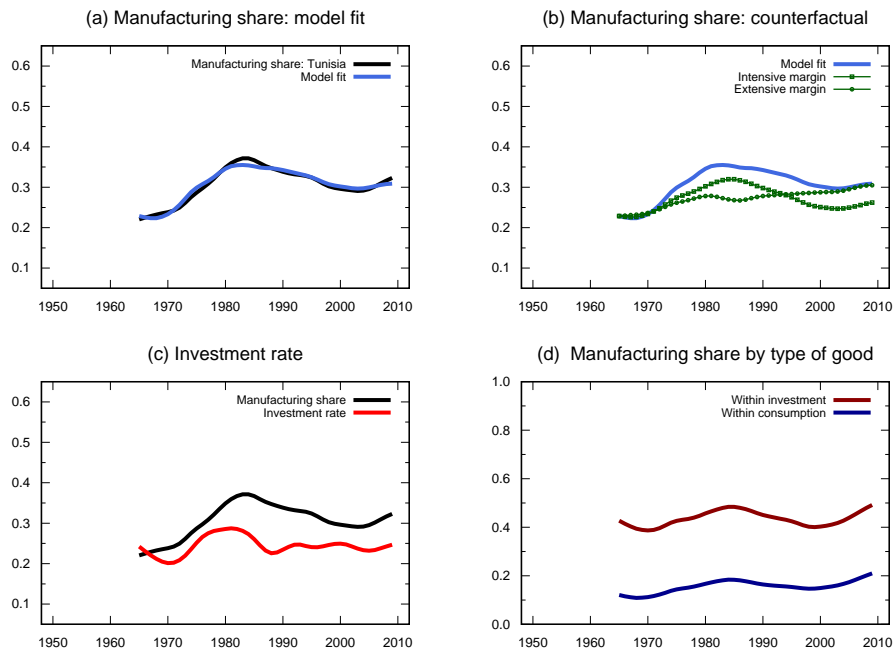 (a) Manufacturing share: model fit
0.6
0.5
0.4
0.3
0.2
0.1
Manufacturing share: Tunisia
Model fit
1950 1960 1970 1980 1990 2000 2010
(b) Manufacturing share: counterfactual
0.6
0.5
0.4
0.3
0.2
0.1
Model fit
Intensive margin
Extensive margin
1950 1960 1970 1980 1990 2000 2010
(c) Investment rate
0.6
0.5
0.4
0.3
0.2
0.1
Manufacturing share
Investment rate
1950 1960 1970 1980 1990 2000 2010
(d) Manufacturing share by type of good
1.0
0.8
0.6
0.4
0.2
0.0
Within investment
Within consumption
1950 1960 1970 1980 1990 2000 2010